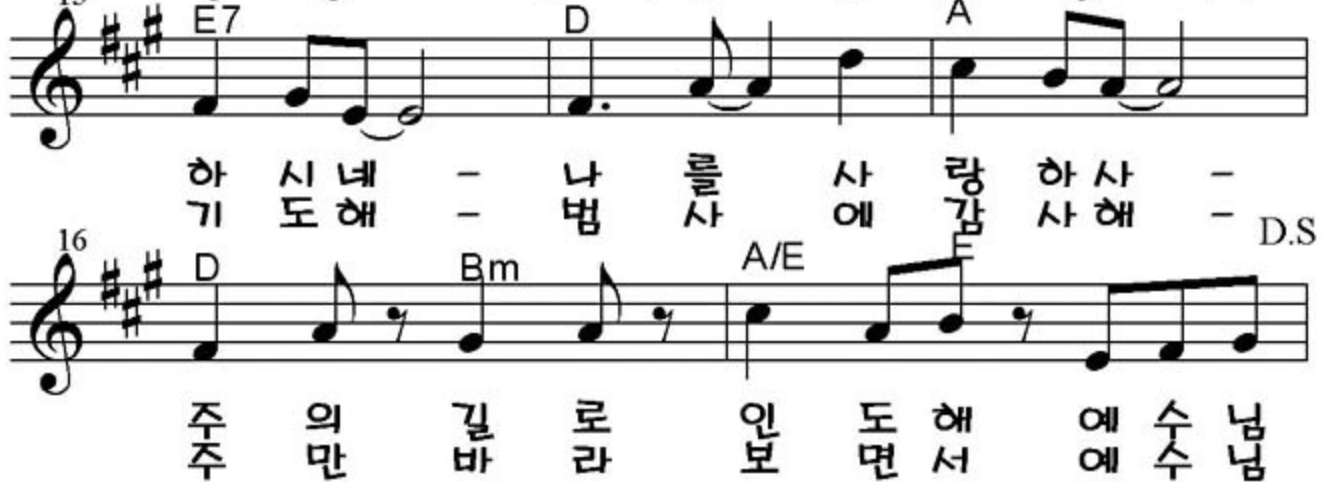 E7 D A
하 시 네 - 나 를 사 랑 하 사 -
기 도 해 - 범 사 에 감 사 해 -
D.S
16
D Bm A/E E
주 의 길 로 인 도 해 예 수 님
주 만 바 라 보 면 서 예 수 님